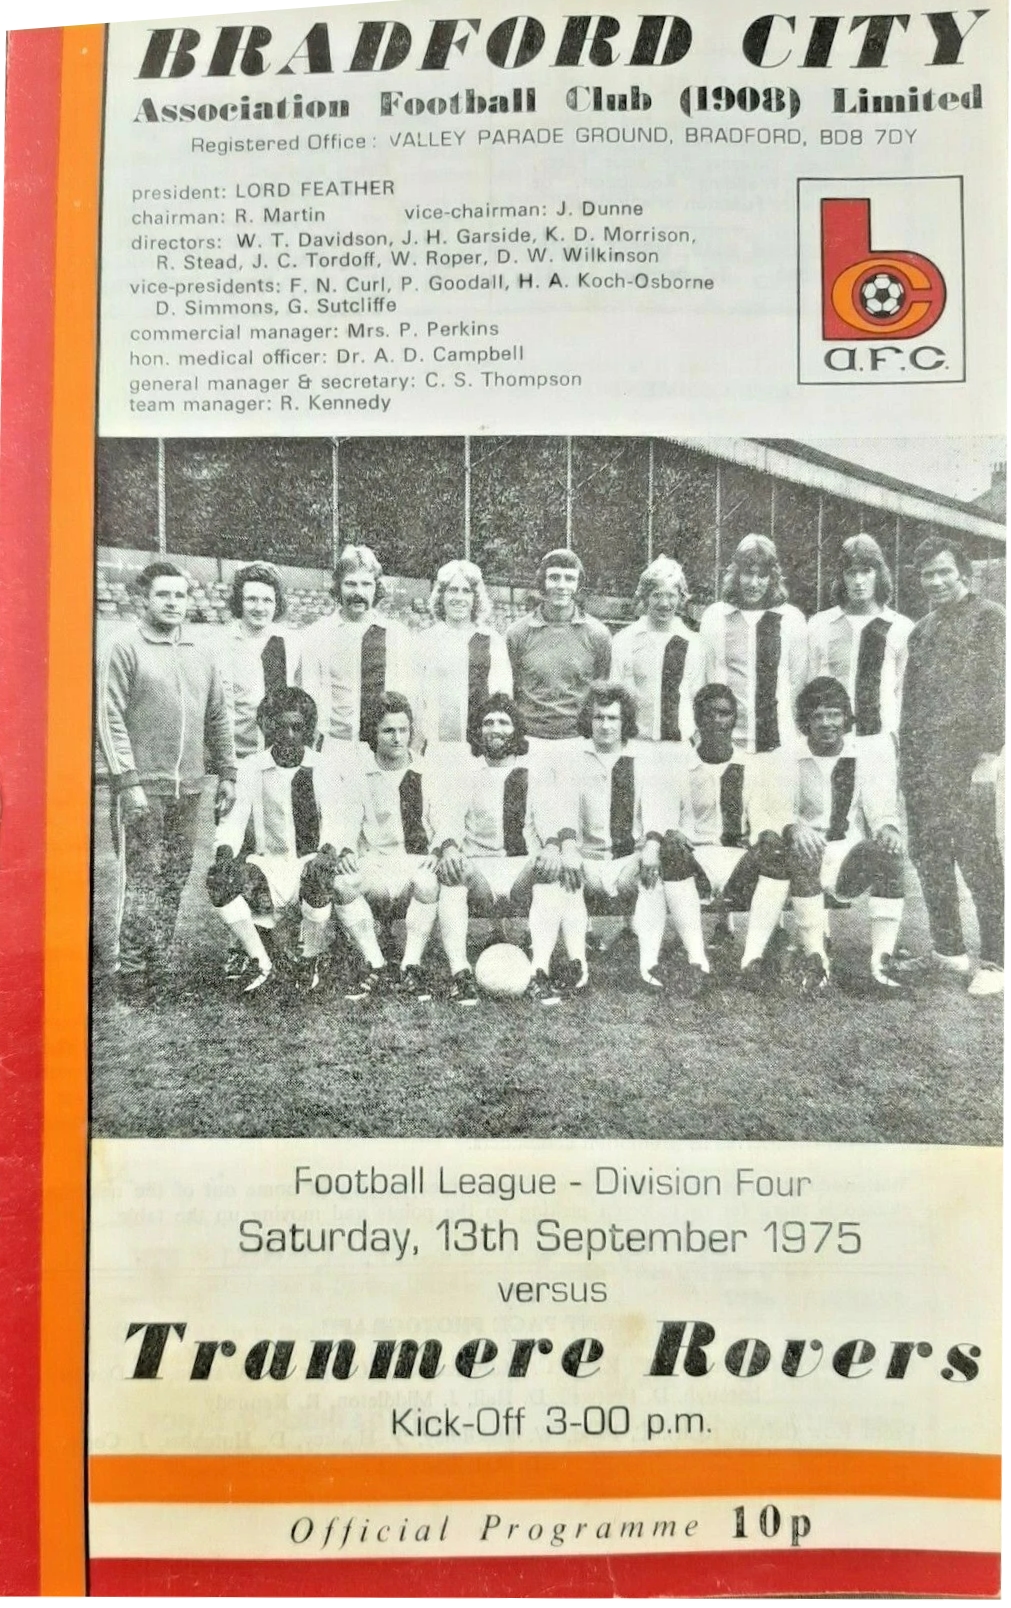 BRADFORD CITY
Association Football Club (1908) Limited
Registered Office: VALLEY PARADE GROUND, BRADFORD, BD8 7DY
president: LORD FEATHER
chairman: R. Martin vice-chairman: J. Dunne
directors: W. T. Davidson, J. H. Garside, K. D. Morrison,
R. Stead, J. C. Tordoff, W. Roper, D. W. Wilkinson
vice-presidents: F. N. Curl, P. Goodall, H. A. Koch-Osborne
D. Simmons, G. Sutcliffe
commercial manager: Mrs. P. Perkins
hon. medical officer: Dr. A. D. Campbell
general manager & secretary: C. S. Thompson
team manager: R. Kennedy
bc
a.F.C.
Football League - Division Four
Saturday, 13th September 1975
versus
Tranmere Rovers
Kick-Off 3-00 p.m.
Official Programme 10p